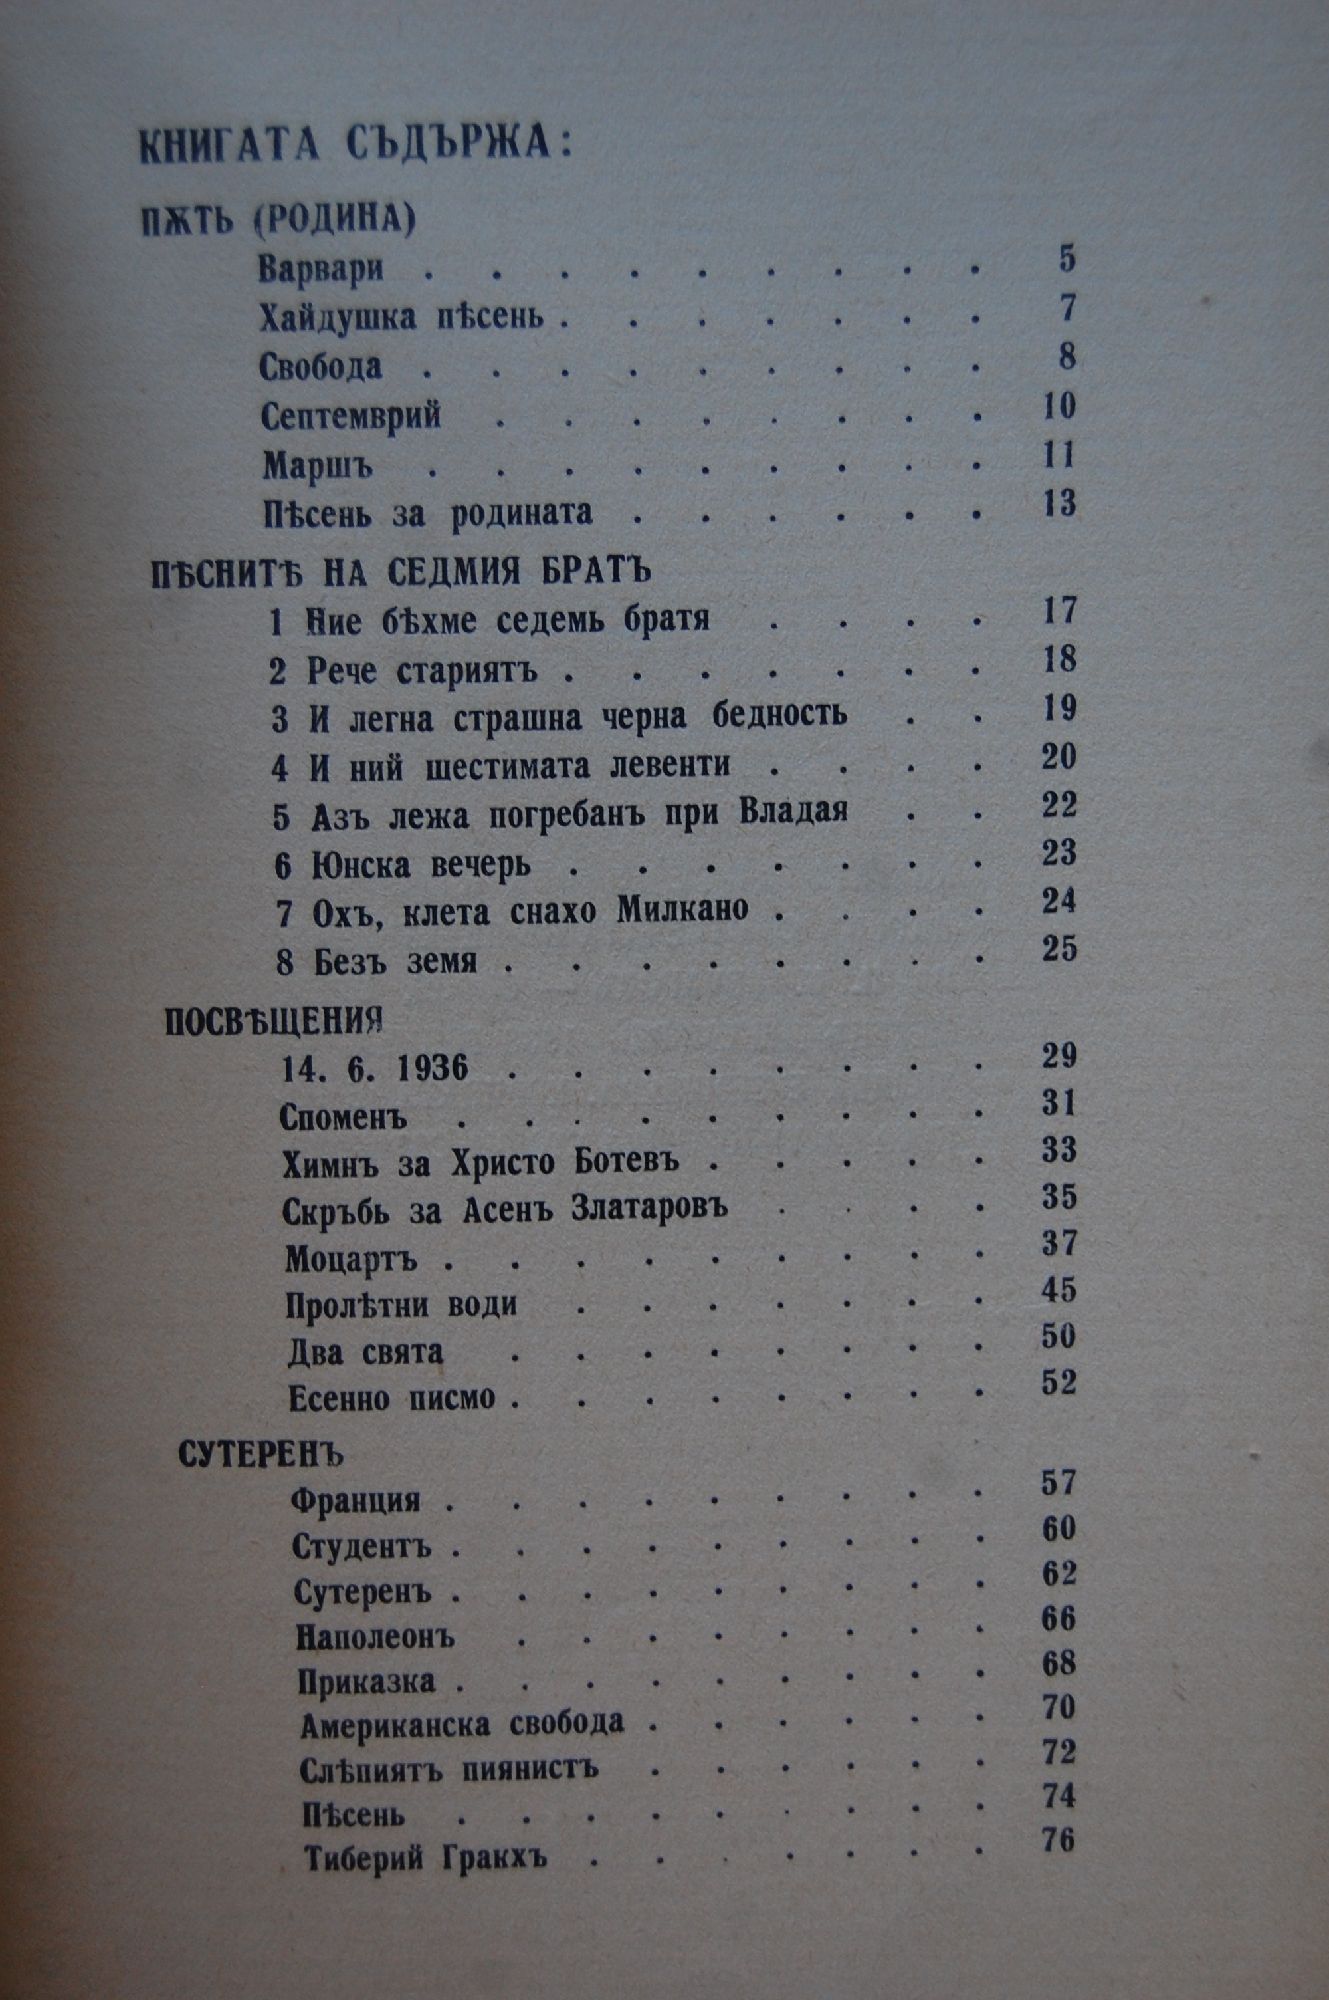 КНИГАТА СЪДЪРЖА:
ПѪТЬ (РОДИНА)
Варвари . . . . . . . . . 5
Хайдушка пѣсень . . . . . . . 7
Свобода . . . . . . . . . 8
Септемврий . . . . . . . . 10
Маршъ . . . . . . . . . 11
Пѣсень за родината . . . . . . 13
ПѢСНИТѢ НА СЕДМИЯ БРАТЪ
1 Ние бѣхме седемь братя . . . . 17
2 Рече стариятъ . . . . . . . 18
3 И легна страшна черна бедность . . 19
4 И ний шестимата левенти . . . . 20
5 Азъ лежа погребанъ при Владая . . 22
6 Юнска вечерь . . . . . . . 23
7 Охъ, клета снахо Милкано . . . . 24
8 Безъ земя . . . . . . . . 25
ПОСВѢЩЕНИЯ
14. 6. 1936 . . . . . . . . 29
Споменъ . . . . . . . . . 31
Химнъ за Христо Ботевъ . . . . . 33
Скръбь за Асенъ Златаровъ . . . . 35
Моцартъ . . . . . . . . . 37
Пролѣтни води . . . . . . . 45
Два свята . . . . . . . . 50
Есенно писмо . . . . . . . . 52
СУТЕРЕНЪ
Франция . . . . . . . . . 57
Студентъ . . . . . . . . . 60
Сутеренъ . . . . . . . . . 62
Наполеонъ . . . . . . . . 66
Приказка . . . . . . . . . 68
Американска свобода . . . . . . 70
Слѣпиятъ пиянистъ . . . . . . 72
Пѣсень . . . . . . . . . 74
Тиберий Гракхъ . . . . . . . 76